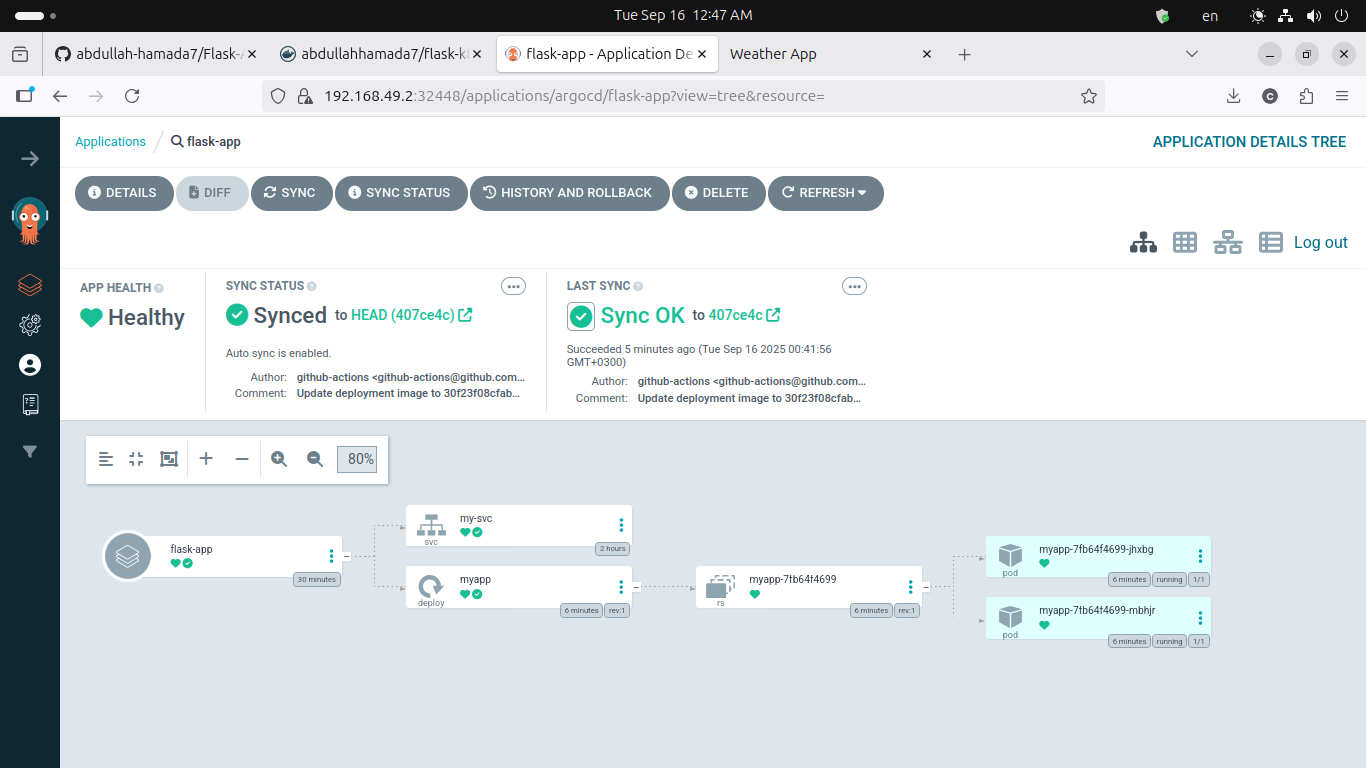 Tue Sep 16 12:47 AM
en
abdullah-hamada7/Flask-
abdullahhamada7/flask-k
flask-app - Application De
Weather App
192.168.49.2:32448/applications/argocd/flask-app?view=tree&resource=
C
Applications
flask-app
APPLICATION DETAILS TREE
DETAILS
DIFF
SYNC
SYNC STATUS
HISTORY AND ROLLBACK
DELETE
REFRESH
Log out
APP HEALTH
Healthy
SYNC STATUS
Synced to HEAD (407ce4c)
Auto sync is enabled.
Author: github-actions <github-actions@github.com...
Comment: Update deployment image to 30f23f08cfab...
LAST SYNC
Sync OK to 407ce4c
Succeeded 5 minutes ago (Tue Sep 16 2025 00:41:56
GMT+0300)
Author: github-actions <github-actions@github.com...
Comment: Update deployment image to 30f23f08cfab...
80%
flask-app
30 minutes
my-svc
svc
2 hours
myapp
deploy
6 minutes rev:1
myapp-7fb64f4699
rs
6 minutes rev:1
myapp-7fb64f4699-jhxbg
pod
6 minutes running 1/1
myapp-7fb64f4699-mbhjr
pod
6 minutes running 1/1